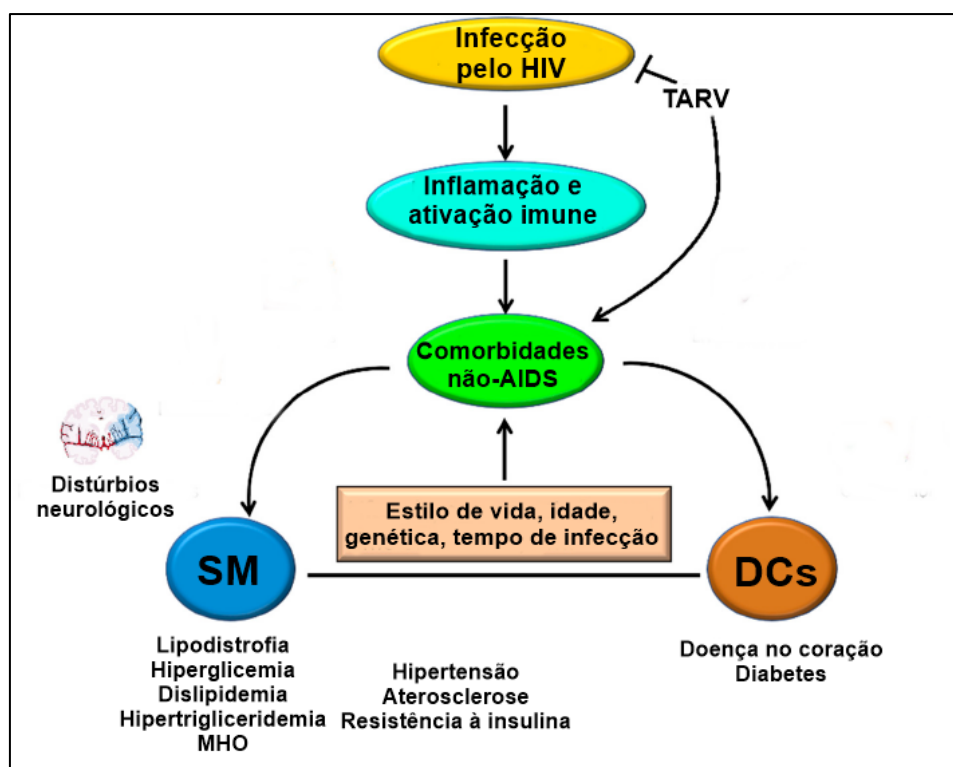 Infecção
pelo HIV
TARV
Inflamação e
ativação imune
Comorbidades
não-AIDS
Distúrbios
neurológicos
Estilo de vida, idade,
genética, tempo de infecção
SM
DCs
Lipodistrofia
Hiperglicemia
Dislipidemia
Hipertrigliceridemia
MHO
Hipertensão
Aterosclerose
Resistência à insulina
Doença no coração
Diabetes